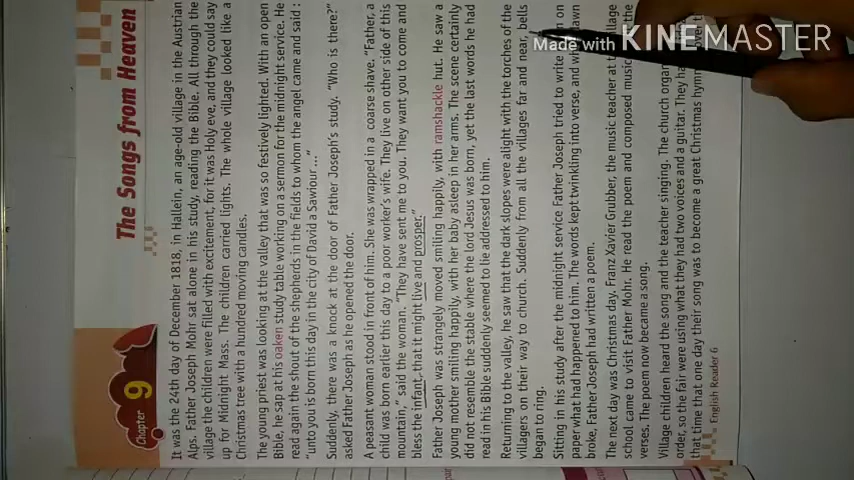 Chapter 9
The Songs from Heaven
It was the 24th day of December 1818, in Hallein, an age-old village in the Austrian
Alps. Father Joseph Mohr sat alone in his study, reading the Bible. All through the
village the children were filled with excitement, for it was Holy eve, and they could say
up for Midnight Mass. The children carried lights. The whole village looked like a
Christmas tree with a hundred moving candles.
The young priest was looking at the valley that was so festively lighted. With an open
Bible, he sap at his oaken study table working on a sermon for the midnight service. He
read again the shout of the shepherds in the fields to whom the angel came and said :
"unto you is born this day in the city of David a Sawiour ..."
Suddenly, there was a knock at the door of Father Joseph's study. "Who is there?"
asked Father Joseph as he opened the door.
A peasant woman stood in front of him. She was wrapped in a coarse shave. "Father, a
child was born earlier this day to a poor worker's wife. They live on other side of this
mountain," said the woman. "They have sent me to you. They want you to come and
bless the infant, that it might live and prosper."
Father Joseph was strangely moved smiling happily, with ramshackle hut. He saw a
young mother smiling happily, with her baby asleep in her arms. The scene certainly
did not resemble the stable where the lord Jesus was born, yet the last words he had
read in his Bible suddenly seemed to lie addressed to him.
Returning to the valley, he saw that the dark slopes were alight with the torches of the
villagers on their way to church. Suddenly from all the villages far and near, bells
began to ring.
Sitting in his study after the midnight service Father Joseph tried to write on
paper what had happened to him. The words kept twinkling into verse, and wh dawn
broke, Father Joseph had written a poem.
The next day was Christmas day. Franz Xavier Grubber, the music teacher at village
school came to visit Father Mohr. He read the poem and composed music the
verses. The poem now became a song.
Village children heard the song and the teacher singing. The church organ
order, so the fair were using what they had two voices and a guitar. They
that time that one day their song was to become a great Christmas hymn over
English Reader 6
Made with KINEMASTER